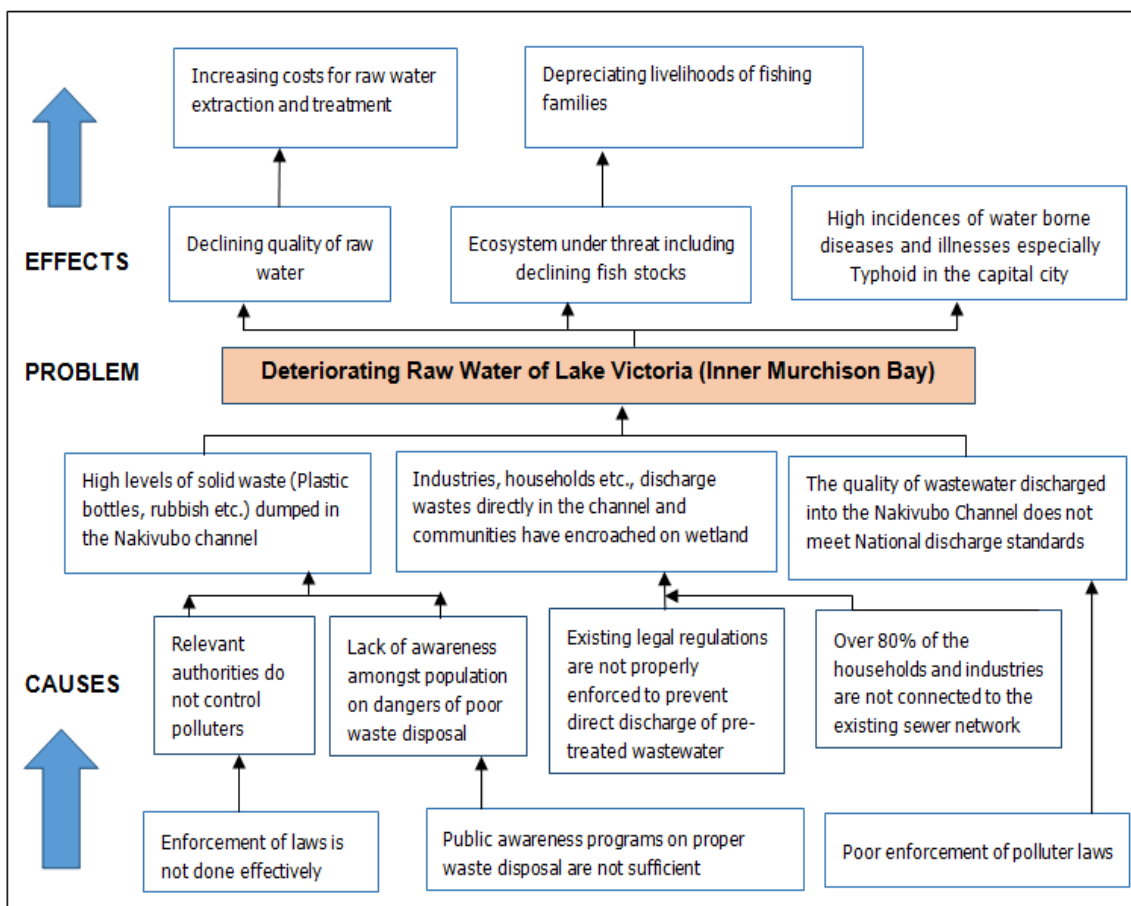 Increasing costs for raw water
extraction and treatment
Depreciating livelihoods of fishing
families
EFFECTS
Declining quality of raw
water
Ecosystem under threat including
declining fish stocks
High incidences of water borne
diseases and illnesses especially
Typhoid in the capital city
PROBLEM
Deteriorating Raw Water of Lake Victoria (Inner Murchison Bay)
High levels of solid waste (Plastic
bottles, rubbish etc.) dumped in
the Nakivubo channel
Industries, households etc., discharge
wastes directly in the channel and
communities have encroached on wetland
The quality of wastewater discharged
into the Nakivubo Channel does not
meet National discharge standards
CAUSES
Relevant
authorities do
not control
polluters
Lack of awareness
amongst population
on dangers of poor
waste disposal
Existing legal regulations
are not properly
enforced to prevent
direct discharge of pre-
treated wastewater
Over 80% of the
households and industries
are not connected to the
existing sewer network
Enforcement of laws is
not done effectively
Public awareness programs on proper
waste disposal are not sufficient
Poor enforcement of polluter laws